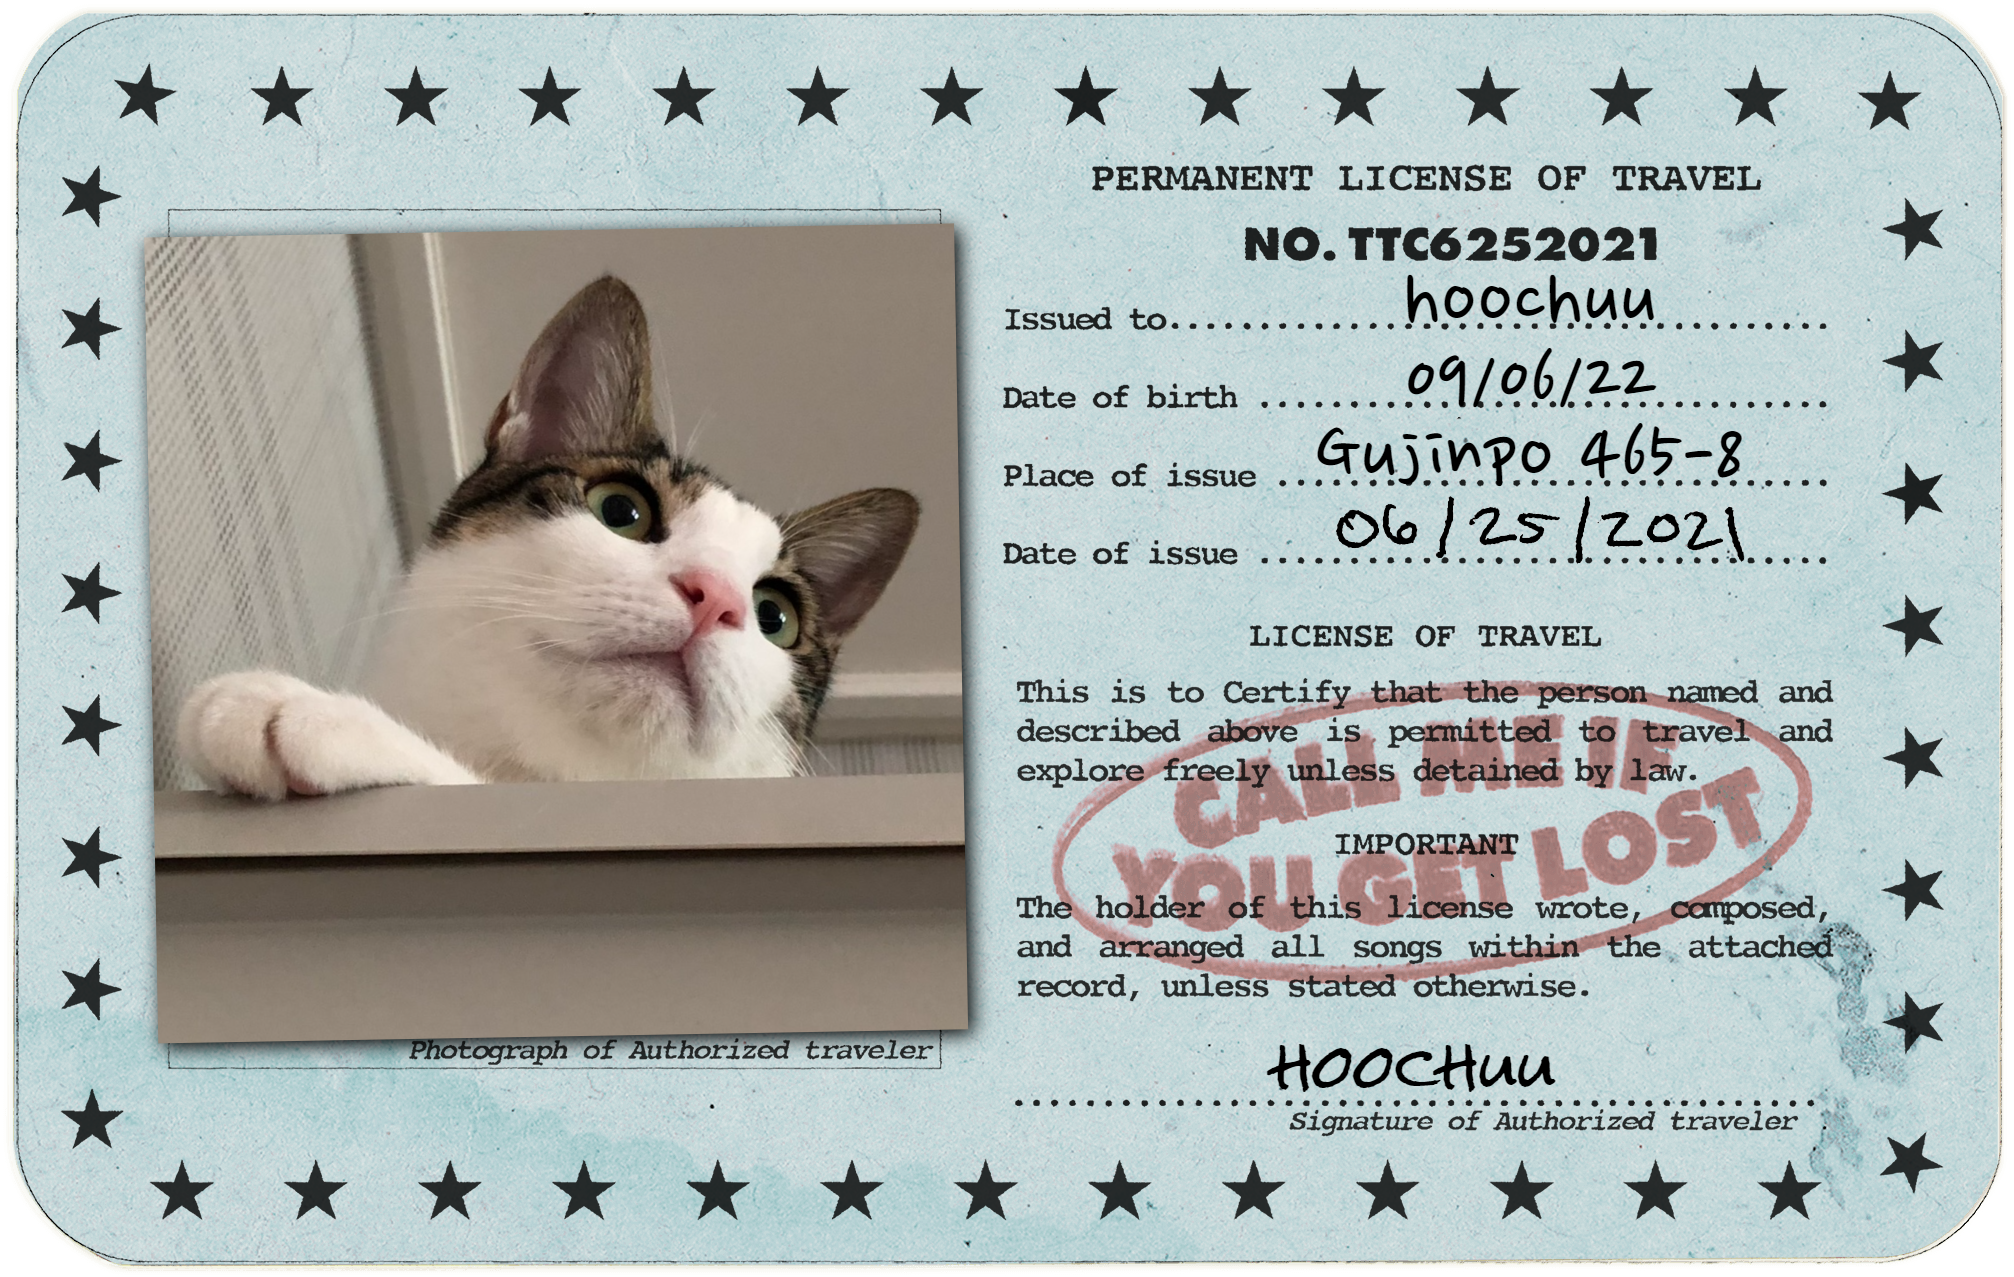 PERMANENT LICENSE OF TRAVEL
NO. TTC6252021
Issued to hoochuu
Date of birth 09/06/22
Place of issue Gujinpo 465-8
Date of issue 06/25/2021
LICENSE OF TRAVEL
This is to Certify that the person named and
described above is permitted to travel and
explore freely unless detained by law.
CALL ME IF
YOU GET LOST
IMPORTANT
The holder of this license wrote, composed,
and arranged all songs within the attached
record, unless stated otherwise.
Photograph of Authorized traveler
HOOCHuu
Signature of Authorized traveler